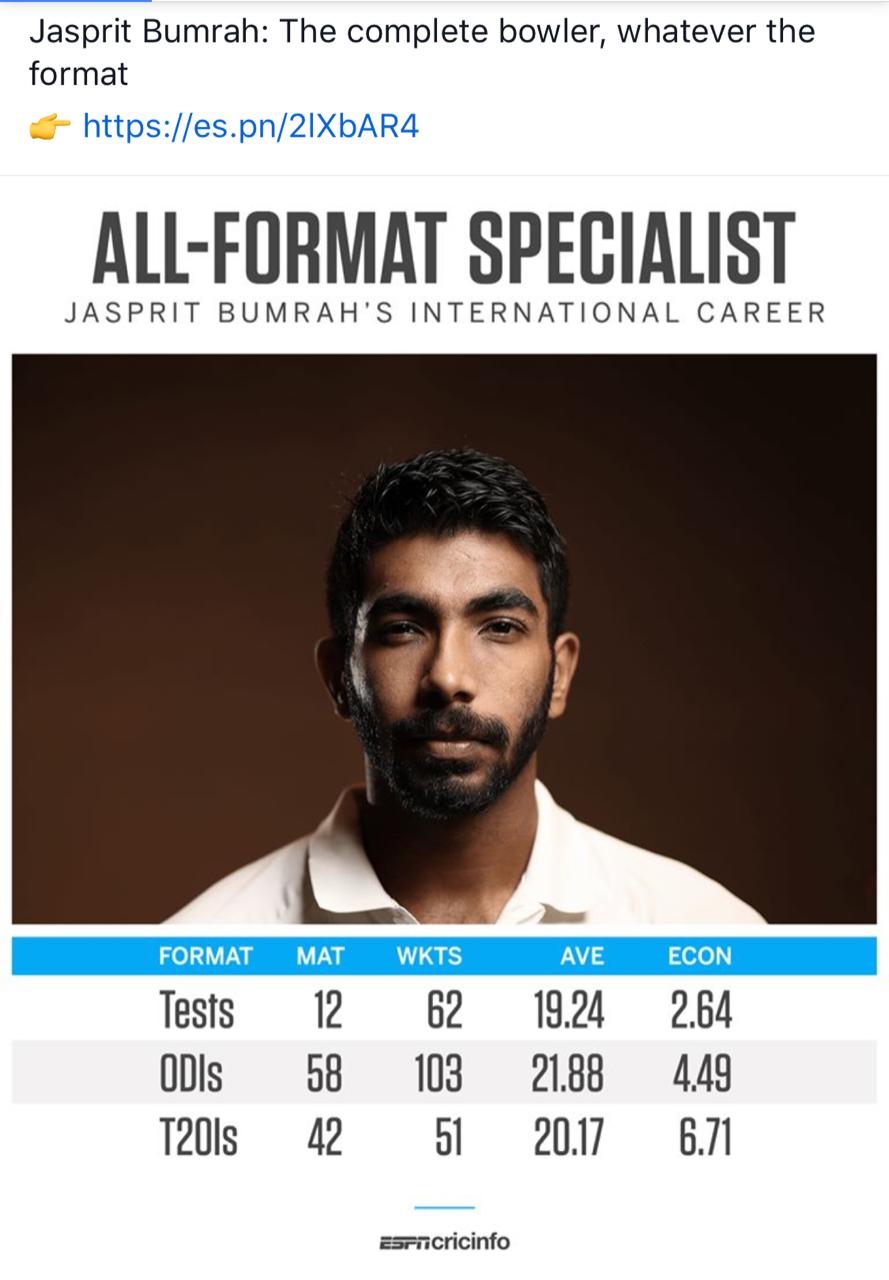 Jasprit Bumrah: The complete bowler, whatever the
format
👉 https://es.pn/2lXbAR4
ALL-FORMAT SPECIALIST
JASPRIT BUMRAH'S INTERNATIONAL CAREER
FORMAT MAT WKTS AVE ECON
Tests 12 62 19.24 2.64
ODIs 58 103 21.88 4.49
T20Is 42 51 20.17 6.71
ESPNcricinfo